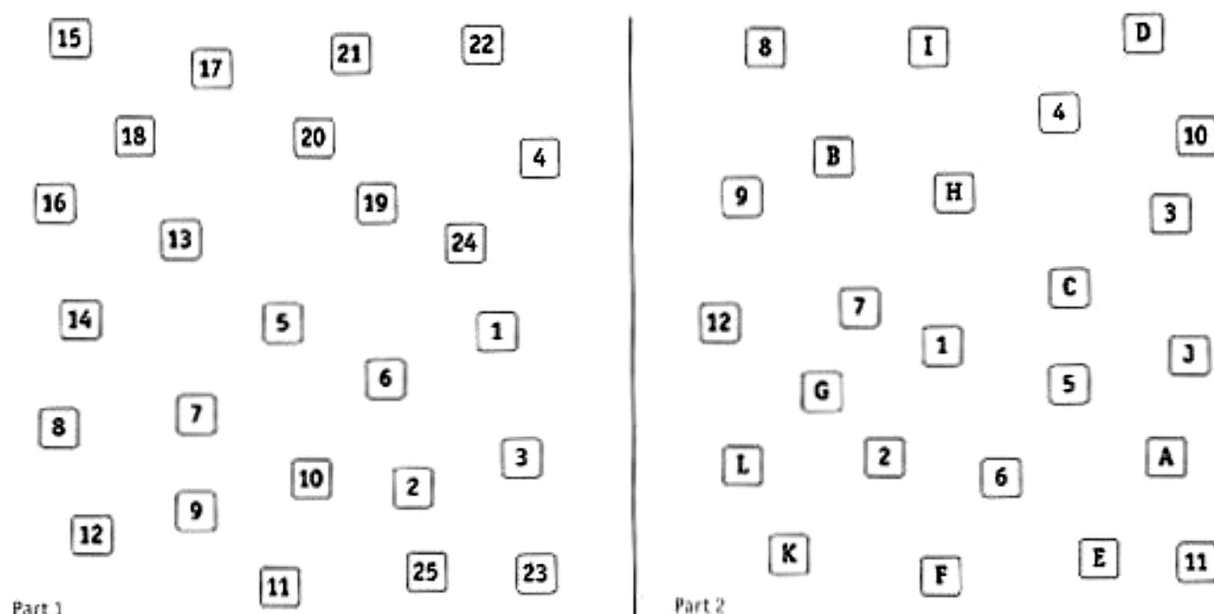 15 17 21 22
18 20 4
16 13 19 24
14 5 1
6
8 7 3
10 2
12 9
11 25 23
Part 1
8 I D
4 10
B
9 H 3
12 7 C
1 J
G 5
L 2 6 A
K F E 11
Part 2